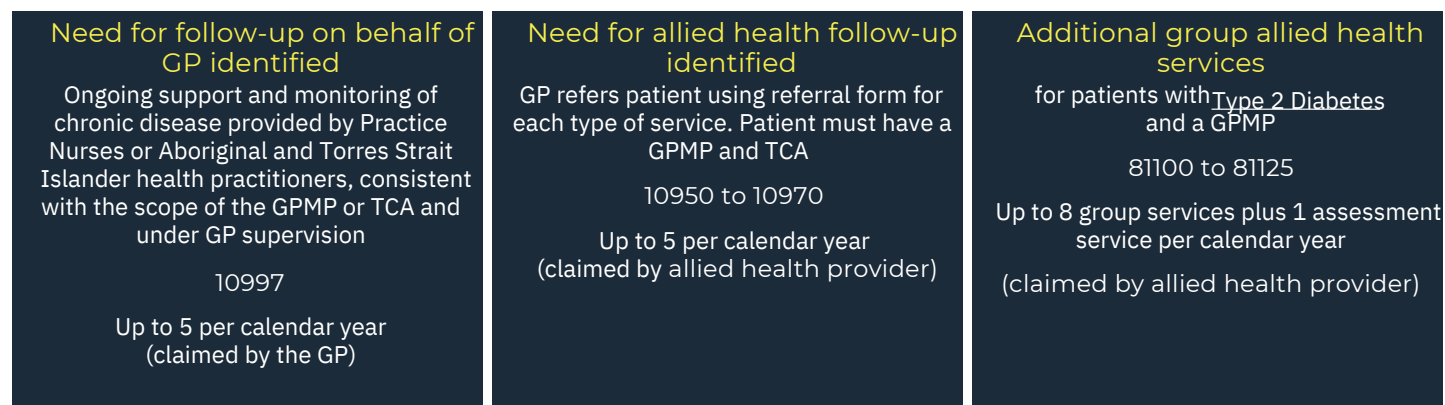 Need for follow-up on behalf of
GP identified
Ongoing support and monitoring of
chronic disease provided by Practice
Nurses or Aboriginal and Torres Strait
Islander health practitioners, consistent
with the scope of the GPMP or TCA and
under GP supervision
10997
Up to 5 per calendar year
(claimed by the GP)
Need for allied health follow-up
identified
GP refers patient using referral form for
each type of service. Patient must have a
GPMP and TCA
10950 to 10970
Up to 5 per calendar year
(claimed by allied health provider)
Additional group allied health
services
for patients with Type 2 Diabetes
and a GPMP
81100 to 81125
Up to 8 group services plus 1 assessment
service per calendar year
(claimed by allied health provider)